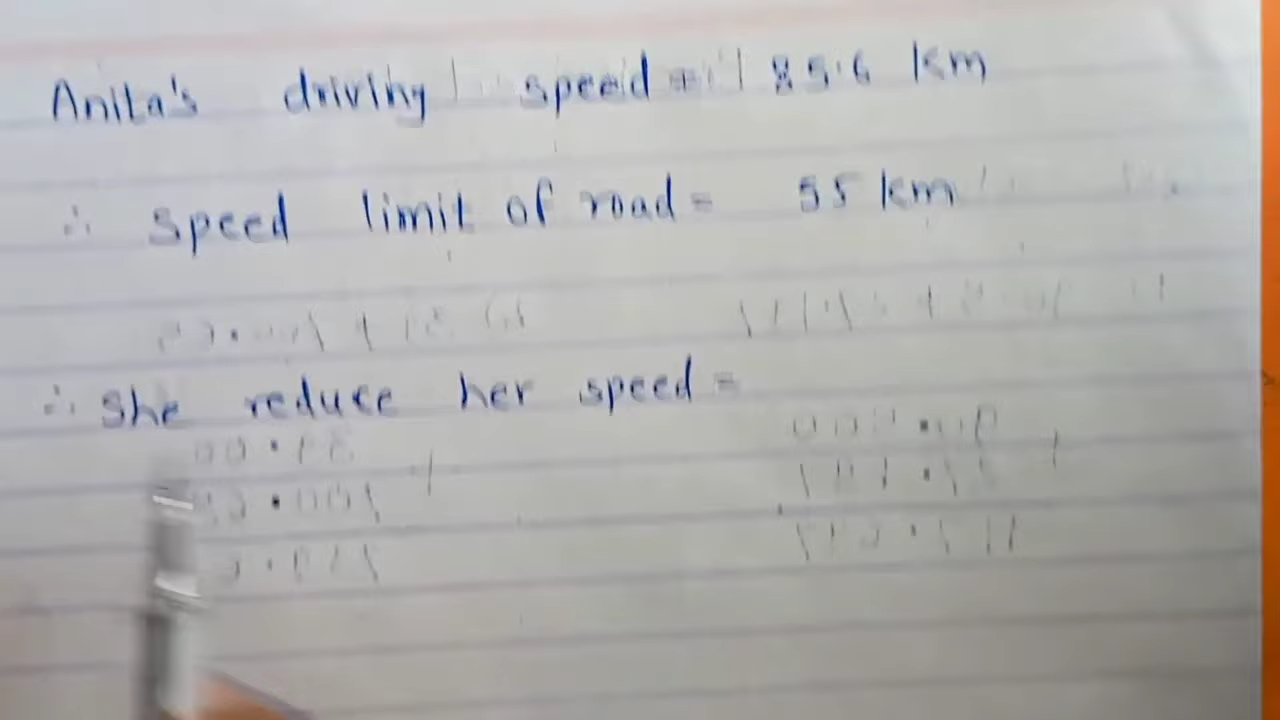 Anita's driving speed = 85.6 km
∴ speed limit of road = 55 km
∴ She reduce her speed =